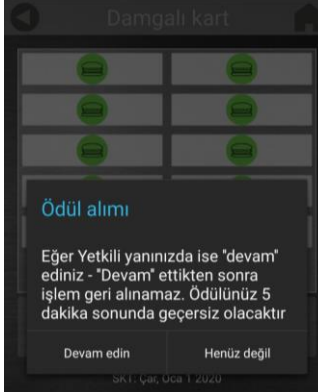 Damgalı kart
Ödül alımı
Eğer Yetkili yanınızda ise "devam"
ediniz - "Devam" ettikten sonra
işlem geri alınamaz. Ödülünüz 5
dakika sonunda geçersiz olacaktır
Devam edin Henüz değil
SKT: Çar, Oca 1 2020